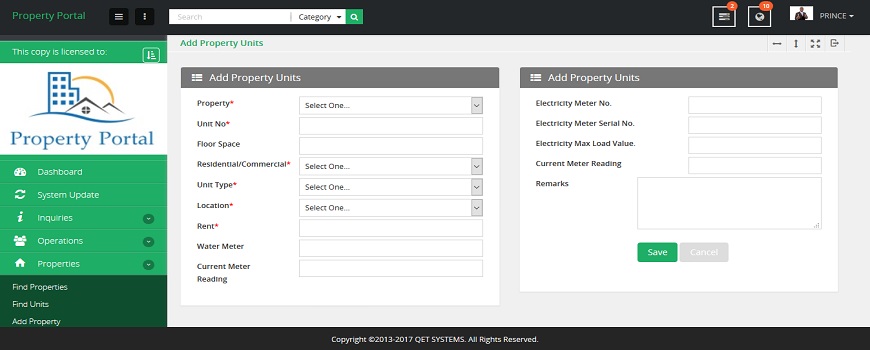 Property Portal
Search
Category
2
10
PRINCE
This copy is licensed to:
Add Property Units
Property Portal
Dashboard
System Update
Inquiries
Operations
Properties
Find Properties
Find Units
Add Property
Add Property Units
Property* Select One...
Unit No*
Floor Space
Residential/Commercial* Select One...
Unit Type* Select One...
Location* Select One...
Rent*
Water Meter
Current Meter
Reading
Add Property Units
Electricity Meter No.
Electricity Meter Serial No.
Electricity Max Load Value.
Current Meter Reading
Remarks
Save Cancel
Copyright ©2013-2017 QET SYSTEMS. All Rights Reserved.